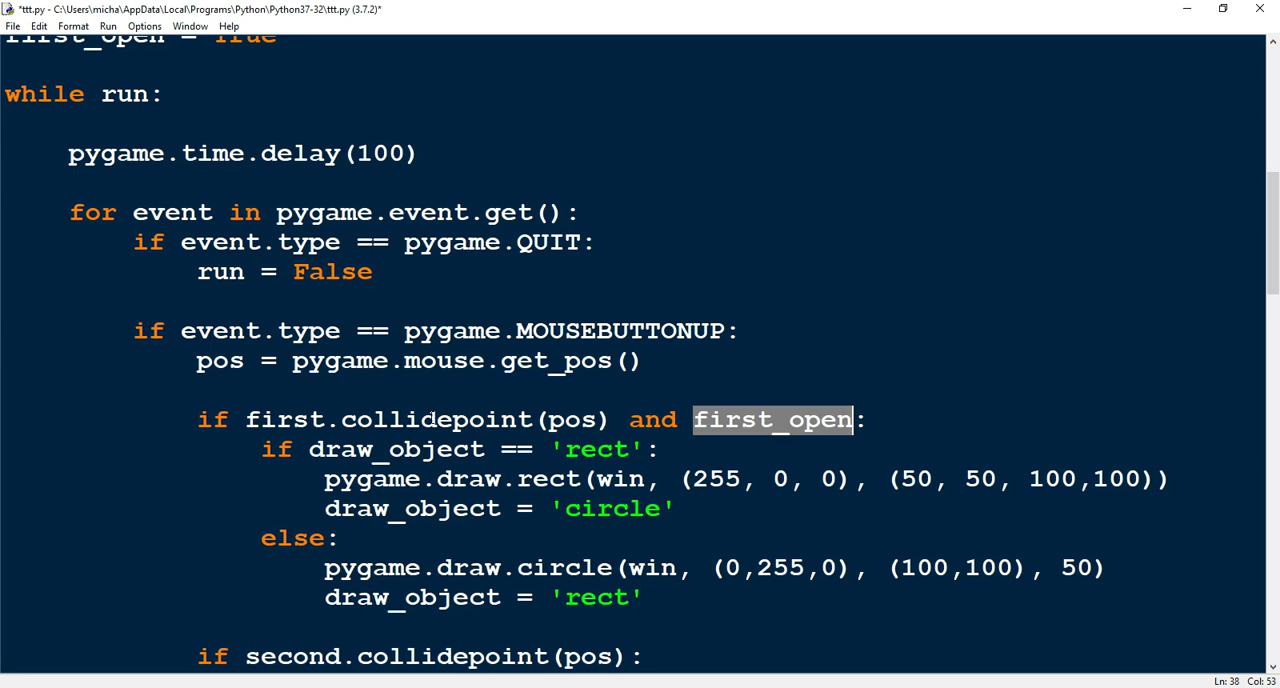 *ttt.py - C:\Users\micha\AppData\Local\Programs\Python\Python37-32\ttt.py (3.7.2)*
File Edit Format Run Options Window Help
first_open = True
while run:
    pygame.time.delay(100)
    for event in pygame.event.get():
        if event.type == pygame.QUIT:
            run = False
        if event.type == pygame.MOUSEBUTTONUP:
            pos = pygame.mouse.get_pos()
            if first.collidepoint(pos) and first_open:
                if draw_object == 'rect':
                    pygame.draw.rect(win, (255, 0, 0), (50, 50, 100,100))
                    draw_object = 'circle'
                else:
                    pygame.draw.circle(win, (0,255,0), (100,100), 50)
                    draw_object = 'rect'
            if second.collidepoint(pos):
Ln: 38 Col: 53